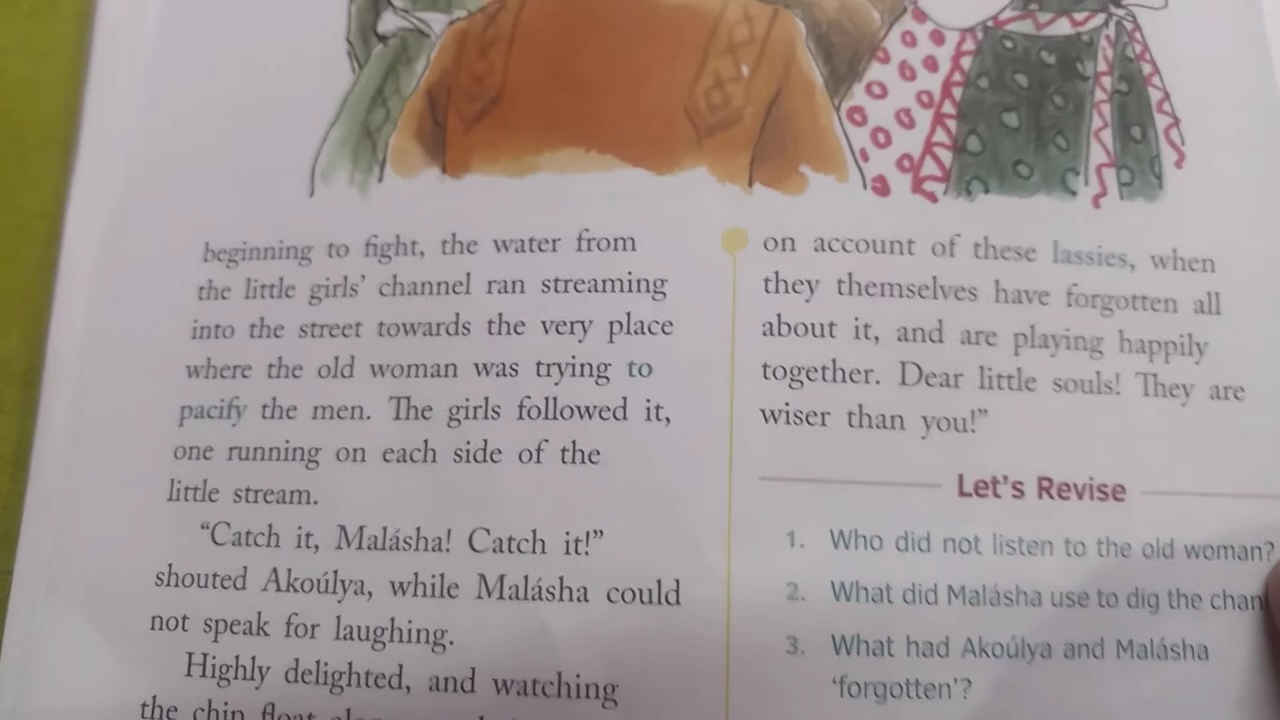 beginning to fight, the water from
the little girls' channel ran streaming
into the street towards the very place
where the old woman was trying to
pacify the men. The girls followed it,
one running on each side of the
little stream.
“Catch it, Malásha! Catch it!”
shouted Akoúlya, while Malásha could
not speak for laughing.
Highly delighted, and watching
the chip float
on account of these lassies, when
they themselves have forgotten all
about it, and are playing happily
together. Dear little souls! They are
wiser than you!”
Let's Revise
1. Who did not listen to the old woman?
2. What did Malásha use to dig the chan
3. What had Akoúlya and Malásha
‘forgotten’?